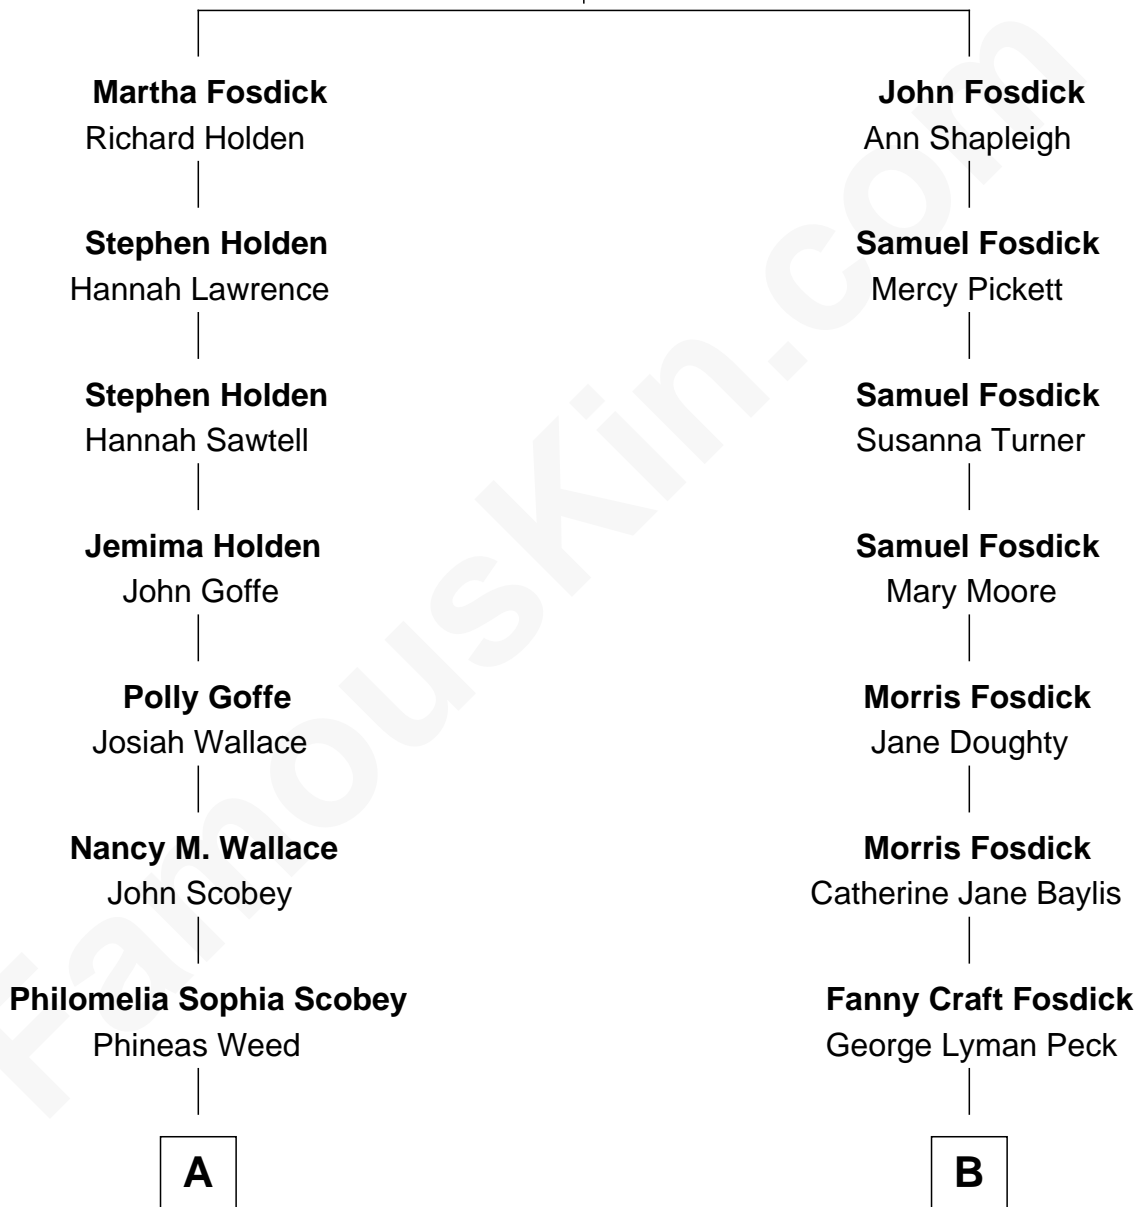 Martha Fosdick
Richard Holden
Stephen Holden
Hannah Lawrence
Stephen Holden
Hannah Sawtell
Jemima Holden
John Goffe
Polly Goffe
Josiah Wallace
Nancy M. Wallace
John Scobey
Philomelia Sophia Scobey
Phineas Weed
A
John Fosdick
Ann Shapleigh
Samuel Fosdick
Mercy Pickett
Samuel Fosdick
Susanna Turner
Samuel Fosdick
Mary Moore
Morris Fosdick
Jane Doughty
Morris Fosdick
Catherine Jane Baylis
Fanny Craft Fosdick
George Lyman Peck
B
FamousKin.com